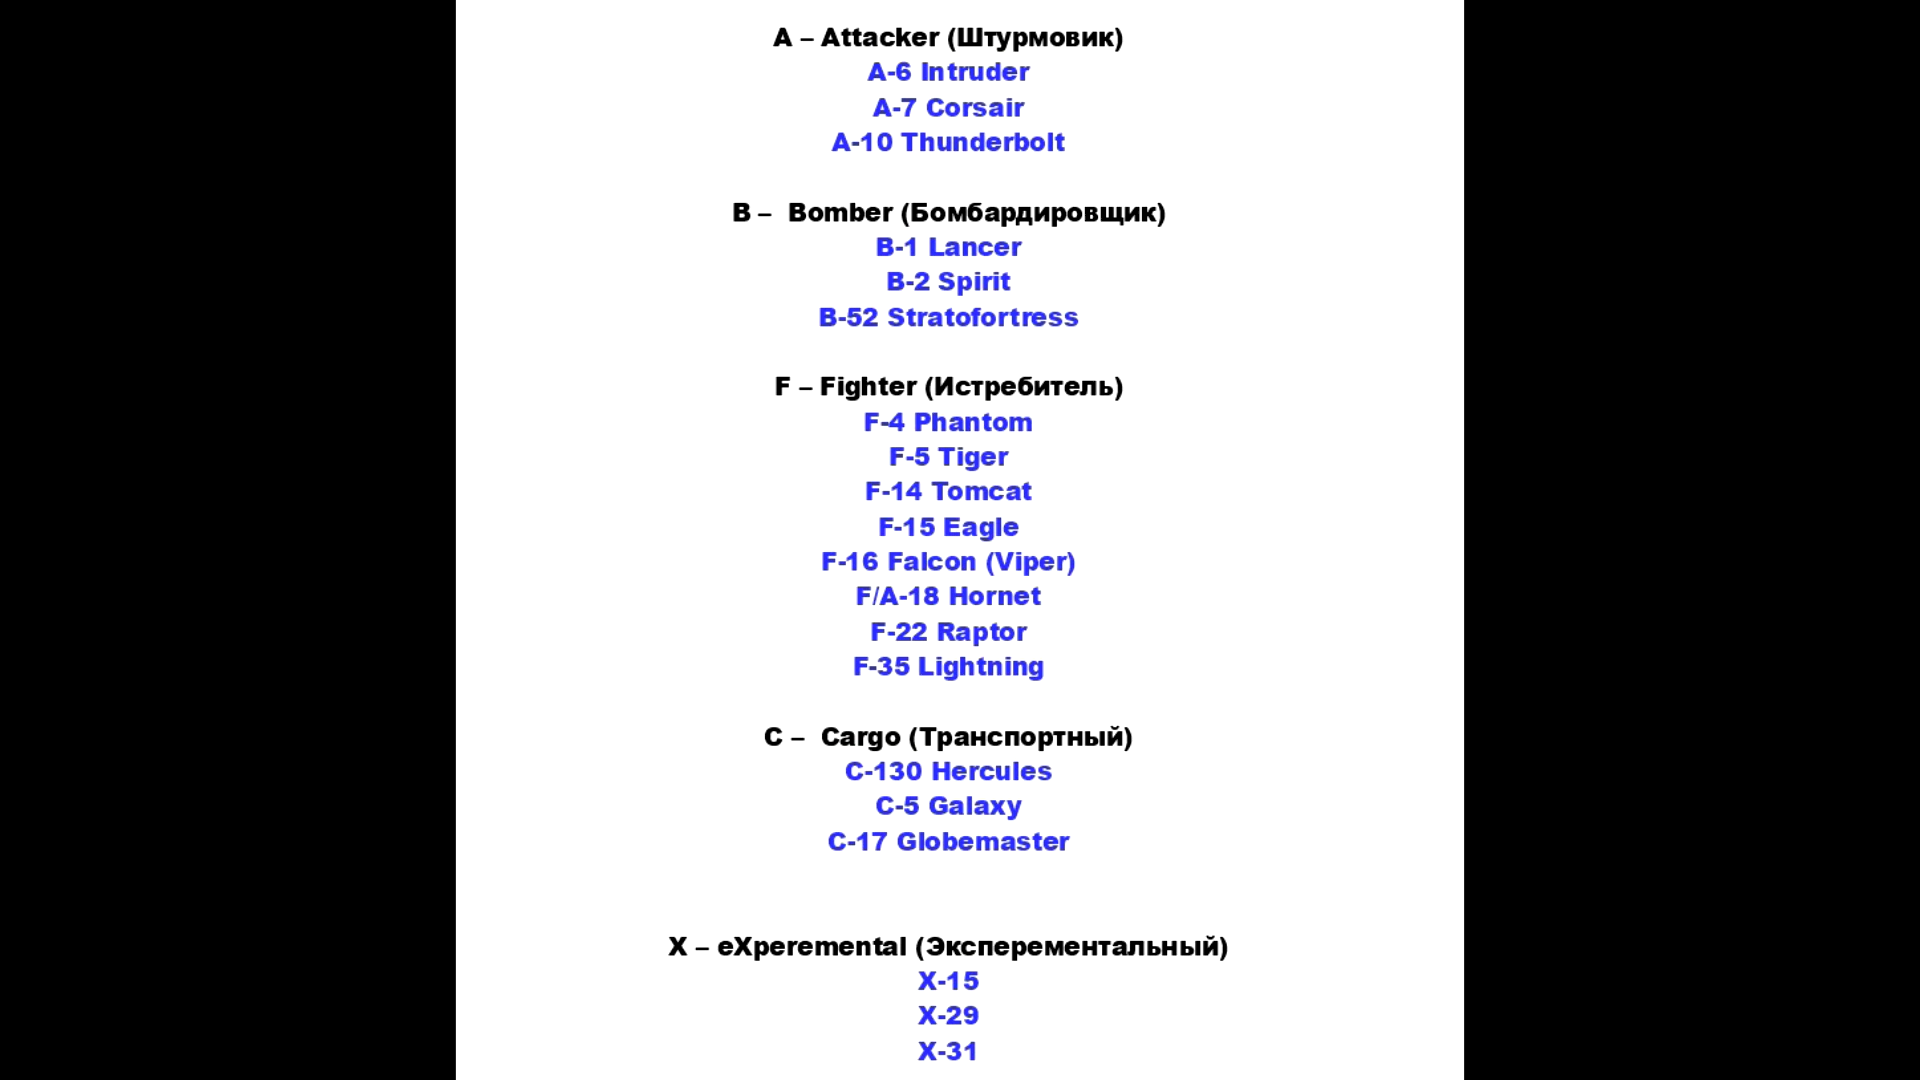 A – Attacker (Штурмовик)
A-6 Intruder
A-7 Corsair
A-10 Thunderbolt
B – Bomber (Бомбардировщик)
B-1 Lancer
B-2 Spirit
B-52 Stratofortress
F – Fighter (Истребитель)
F-4 Phantom
F-5 Tiger
F-14 Tomcat
F-15 Eagle
F-16 Falcon (Viper)
F/A-18 Hornet
F-22 Raptor
F-35 Lightning
C – Cargo (Транспортный)
C-130 Hercules
C-5 Galaxy
C-17 Globemaster
X – eXperemental (Эксперементальный)
X-15
X-29
X-31